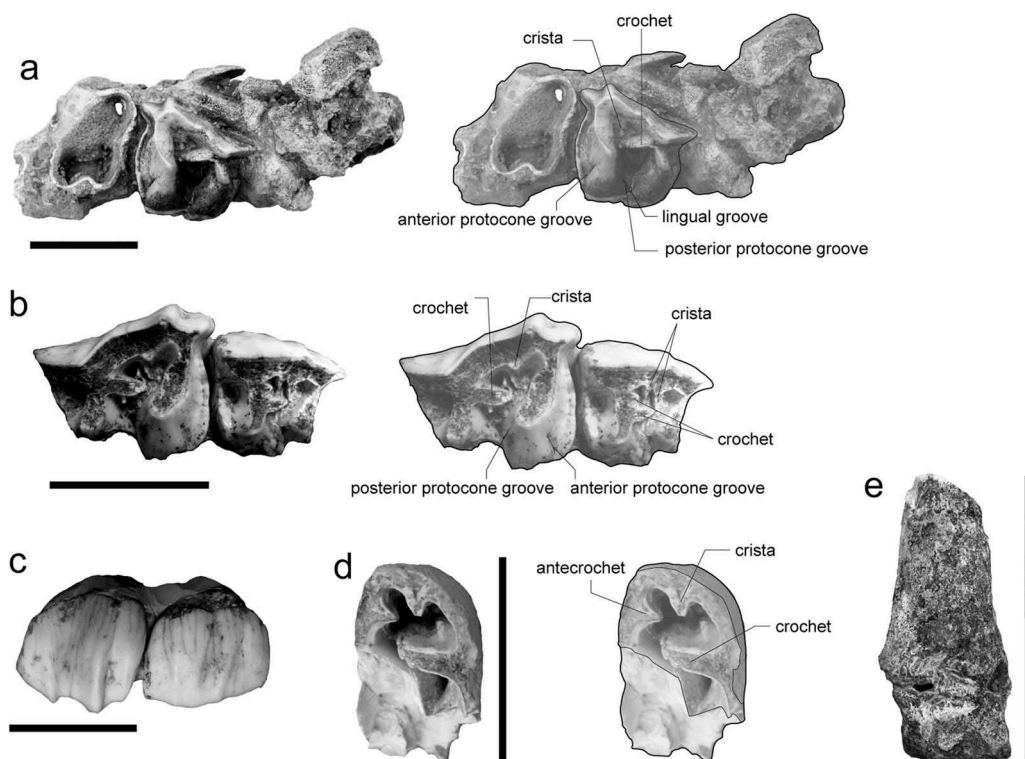 a
crochet
crista
anterior protocone groove
lingual groove
posterior protocone groove
b
crochet
crista
crista
crochet
posterior protocone groove
anterior protocone groove
c
d
antecrochet
crista
crochet
e